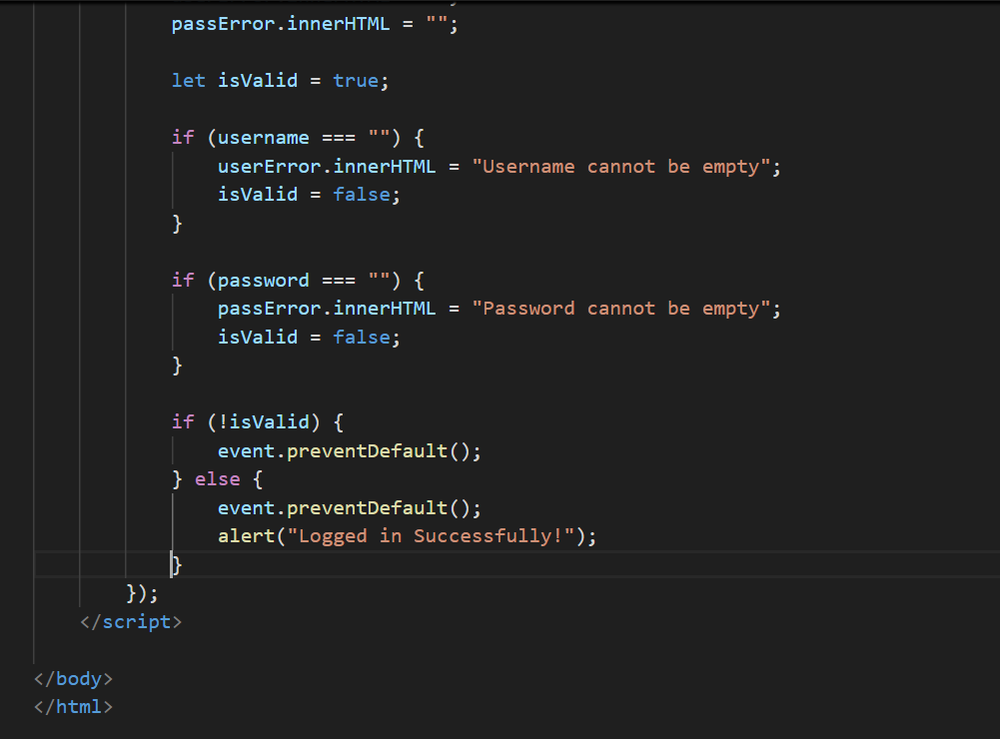 passError.innerHTML = "";
let isValid = true;
if (username === "") {
userError.innerHTML = "Username cannot be empty";
isValid = false;
}
if (password === "") {
passError.innerHTML = "Password cannot be empty";
isValid = false;
}
if (!isValid) {
event.preventDefault();
} else {
event.preventDefault();
alert("Logged in Successfully!");
}
});
</script>
</body>
</html>